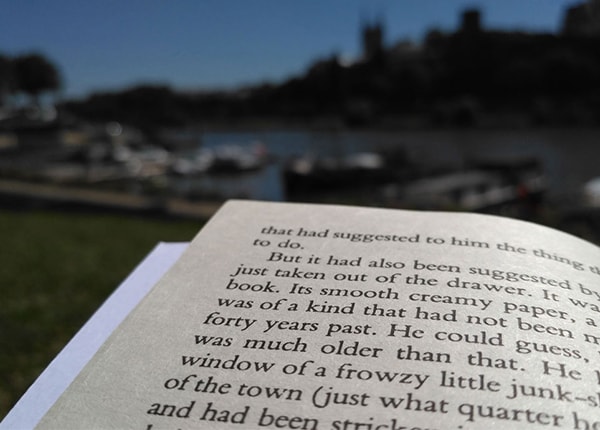 that had suggested to him the thing
to do.
But it had also been suggested by
just taken out of the drawer. It
book. Its smooth creamy paper, a
was of a kind that had not been
forty years past. He could guess,
was much older than that. He
window of a frowzy little
of the town (just what quarter
and had been